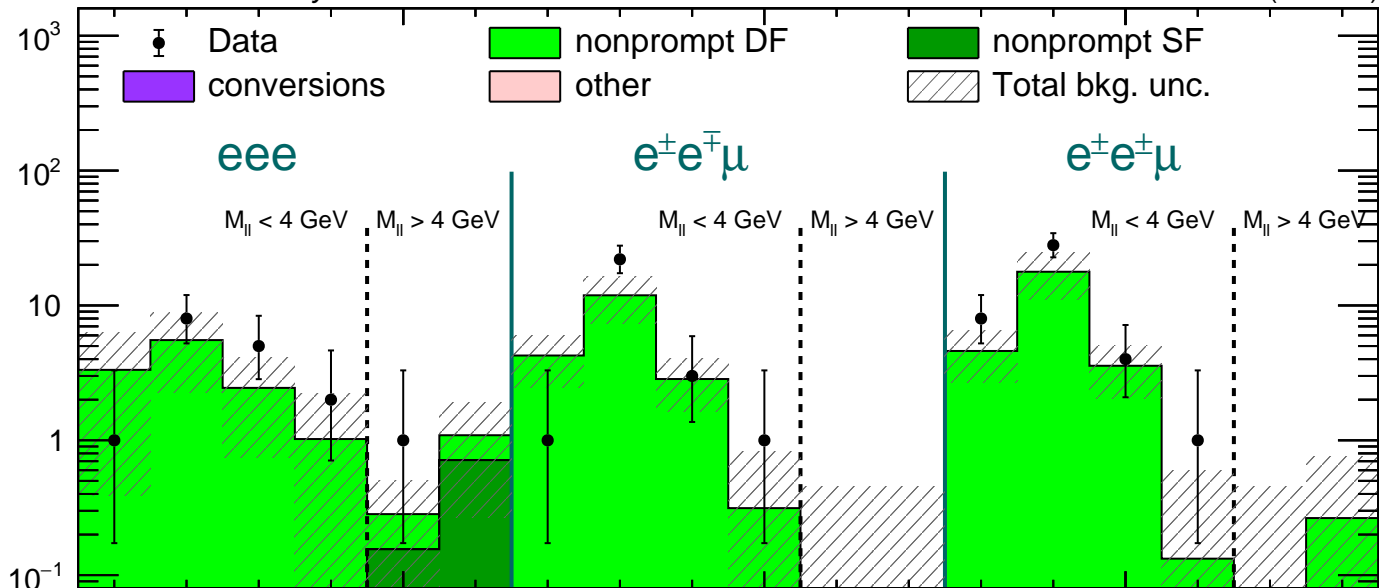 10³
Data
nonprompt DF
nonprompt SF
conversions
other
Total bkg. unc.
eee
e±e∓μ
e±e±μ
10²
M_ll < 4 GeV
M_ll > 4 GeV
M_ll < 4 GeV
M_ll > 4 GeV
M_ll < 4 GeV
M_ll > 4 GeV
10
1
10⁻¹